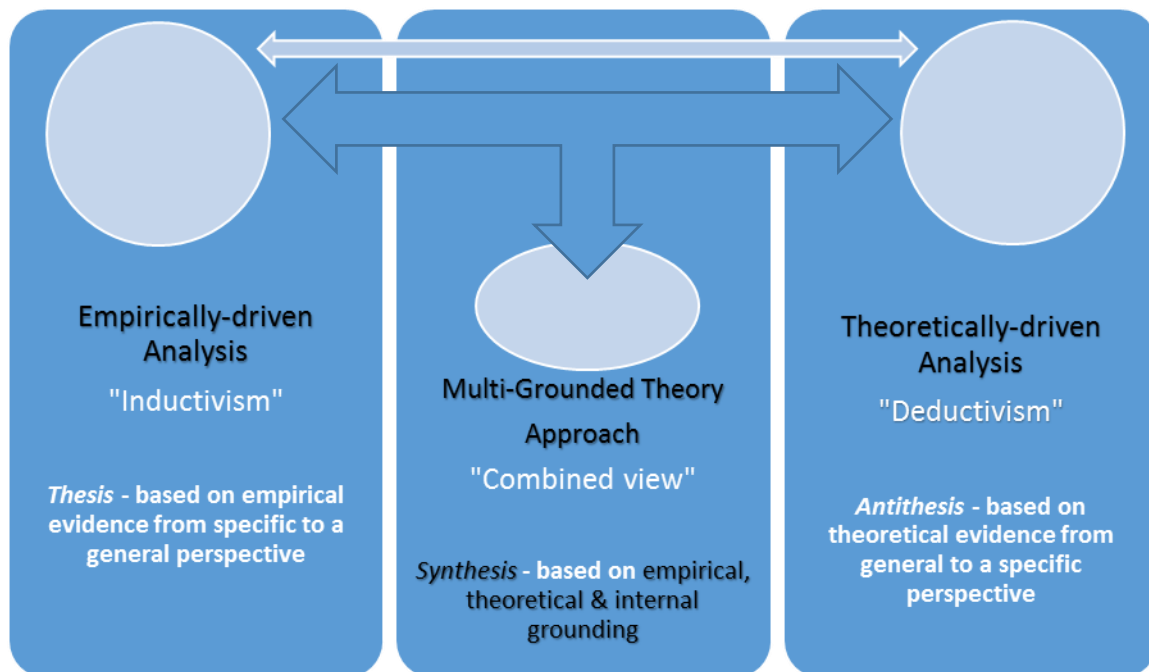 Empirically-driven
Analysis
"Inductivism"
Thesis - based on empirical
evidence from specific to a
general perspective
Multi-Grounded Theory
Approach
"Combined view"
Synthesis - based on empirical,
theoretical & internal
grounding
Theoretically-driven
Analysis
"Deductivism"
Antithesis - based on
theoretical evidence from
general to a specific
perspective